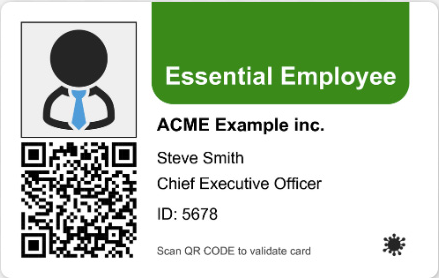 Essential Employee
ACME Example inc.
Steve Smith
Chief Executive Officer
ID: 5678
Scan QR CODE to validate card